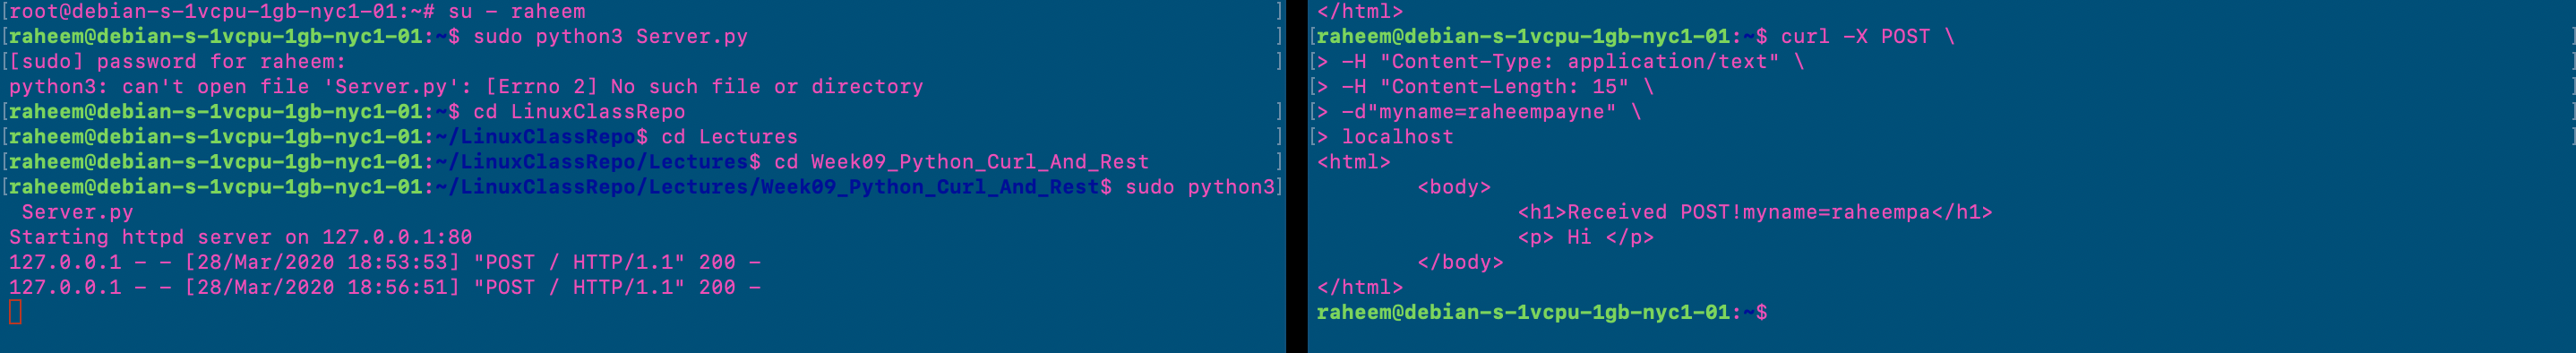 [root@debian-s-1vcpu-1gb-nyc1-01:~# su - raheem ]
[raheem@debian-s-1vcpu-1gb-nyc1-01:~$ sudo python3 Server.py ]
[[sudo] password for raheem: ]
python3: can't open file 'Server.py': [Errno 2] No such file or directory
[raheem@debian-s-1vcpu-1gb-nyc1-01:~$ cd LinuxClassRepo ]
[raheem@debian-s-1vcpu-1gb-nyc1-01:~/LinuxClassRepo$ cd Lectures ]
[raheem@debian-s-1vcpu-1gb-nyc1-01:~/LinuxClassRepo/Lectures$ cd Week09_Python_Curl_And_Rest ]
[raheem@debian-s-1vcpu-1gb-nyc1-01:~/LinuxClassRepo/Lectures/Week09_Python_Curl_And_Rest$ sudo python3]
 Server.py
Starting httpd server on 127.0.0.1:80
127.0.0.1 - - [28/Mar/2020 18:53:53] "POST / HTTP/1.1" 200 -
127.0.0.1 - - [28/Mar/2020 18:56:51] "POST / HTTP/1.1" 200 -
</html>
[raheem@debian-s-1vcpu-1gb-nyc1-01:~$ curl -X POST \ ]
[> -H "Content-Type: application/text" \ ]
[> -H "Content-Length: 15" \ ]
[> -d"myname=raheempayne" \ ]
[> localhost ]
<html>
<body>
<h1>Received POST!myname=raheempa</h1>
<p> Hi </p>
</body>
</html>
raheem@debian-s-1vcpu-1gb-nyc1-01:~$